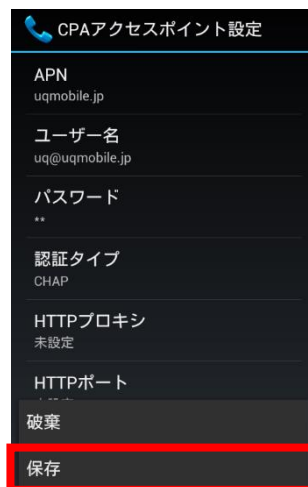 CPAアクセスポイント設定
APN
uqmobile.jp
ユーザー名
uq@uqmobile.jp
パスワード
**
認証タイプ
CHAP
HTTPプロキシ
未設定
HTTPポート
破棄
保存